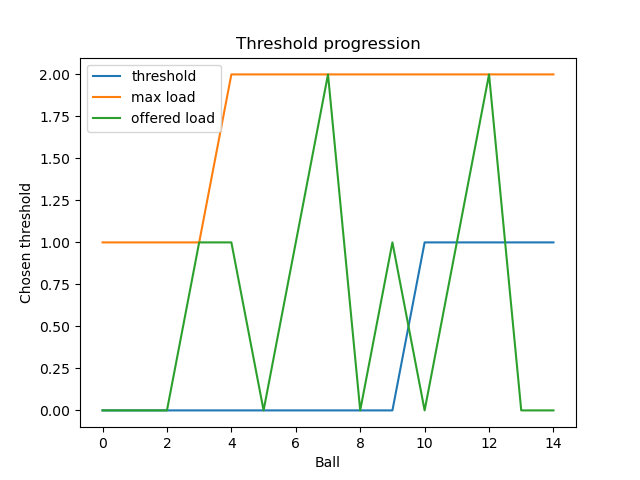 Threshold progression
threshold
max load
offered load
2.00
1.75
1.50
1.25
1.00
0.75
0.50
0.25
0.00
Chosen threshold
0 2 4 6 8 10 12 14
Ball